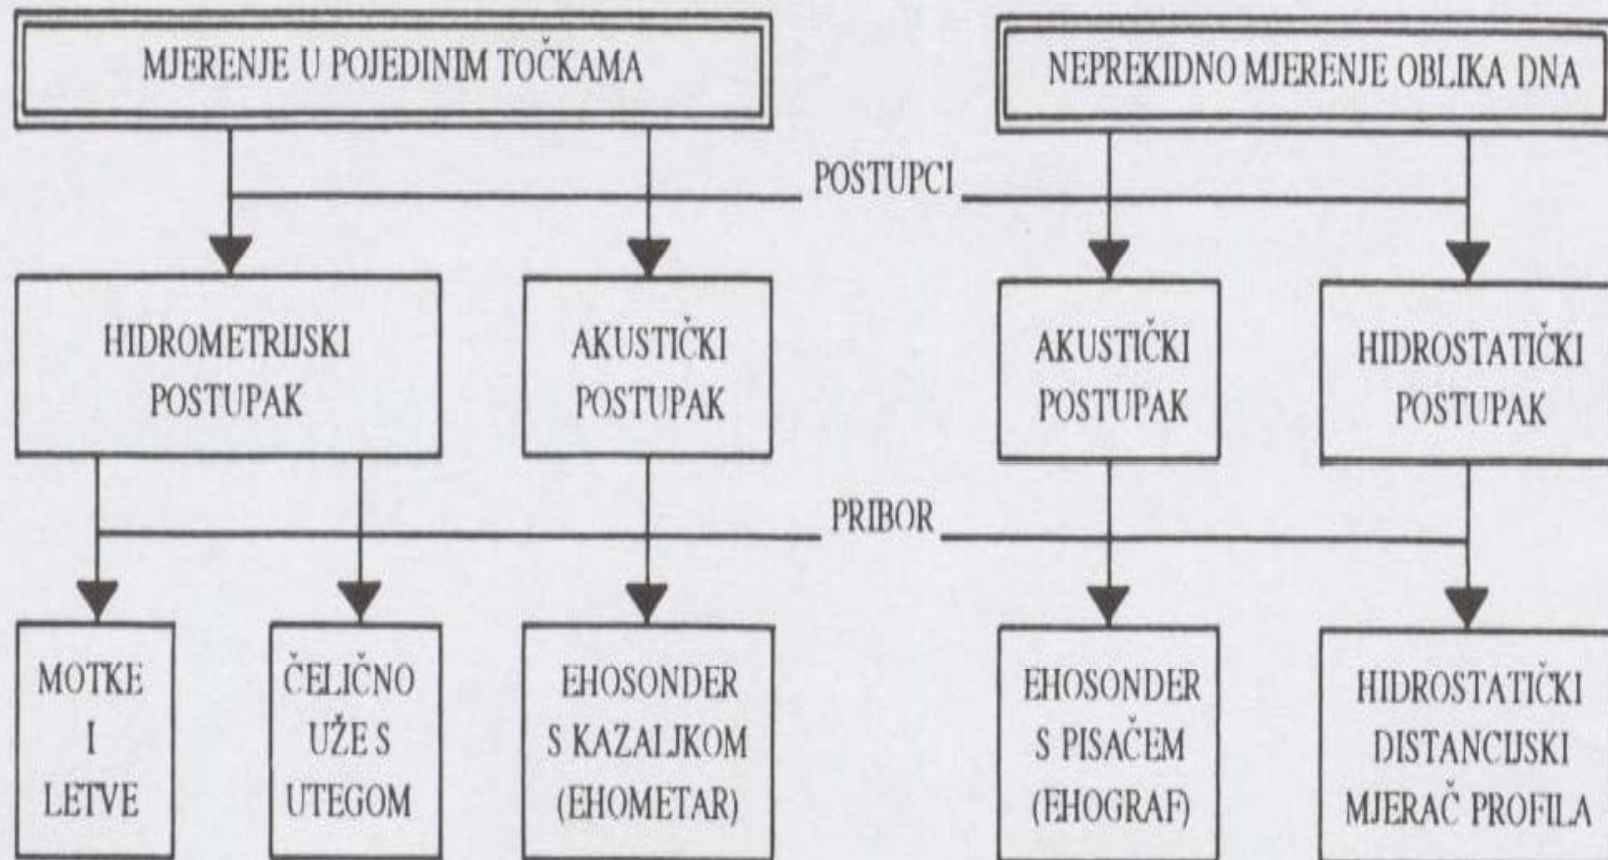 MJERENJE U POJEDINIM TOČKAMA
NEPREKIDNO MJERENJE OBLIKA DNA
POSTUPCI
HIDROMETRIJSKI
POSTUPAK
AKUSTIČKI
POSTUPAK
AKUSTIČKI
POSTUPAK
HIDROSTATIČKI
POSTUPAK
PRIBOR
MOTKE
I
LETVE
ČELIČNO
UŽE S
UTEGOM
EHOSONDER
S KAZALJKOM
(EHOMETAR)
EHOSONDER
S PISAČEM
(EHOGRAF)
HIDROSTATIČKI
DISTANCIJSKI
MJERAČ PROFILA